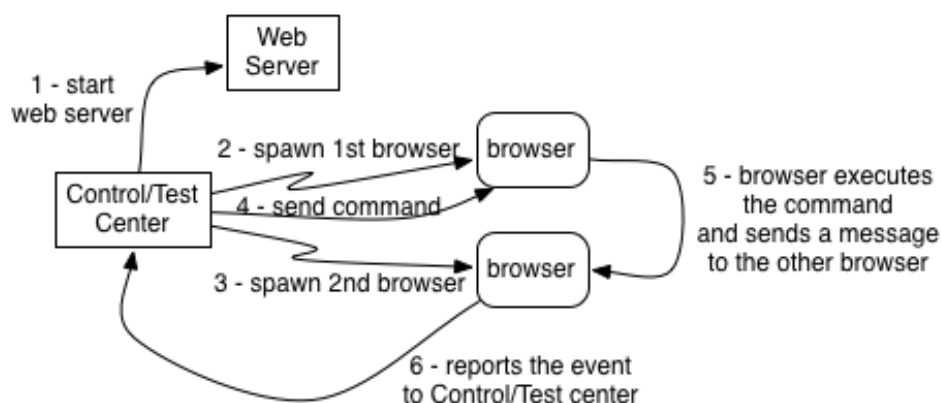 Web
Server
1 - start
web server
2 - spawn 1st browser
browser
Control/Test
Center
4 - send command
5 - browser executes
the command
and sends a message
to the other browser
browser
3 - spawn 2nd browser
6 - reports the event
to Control/Test center